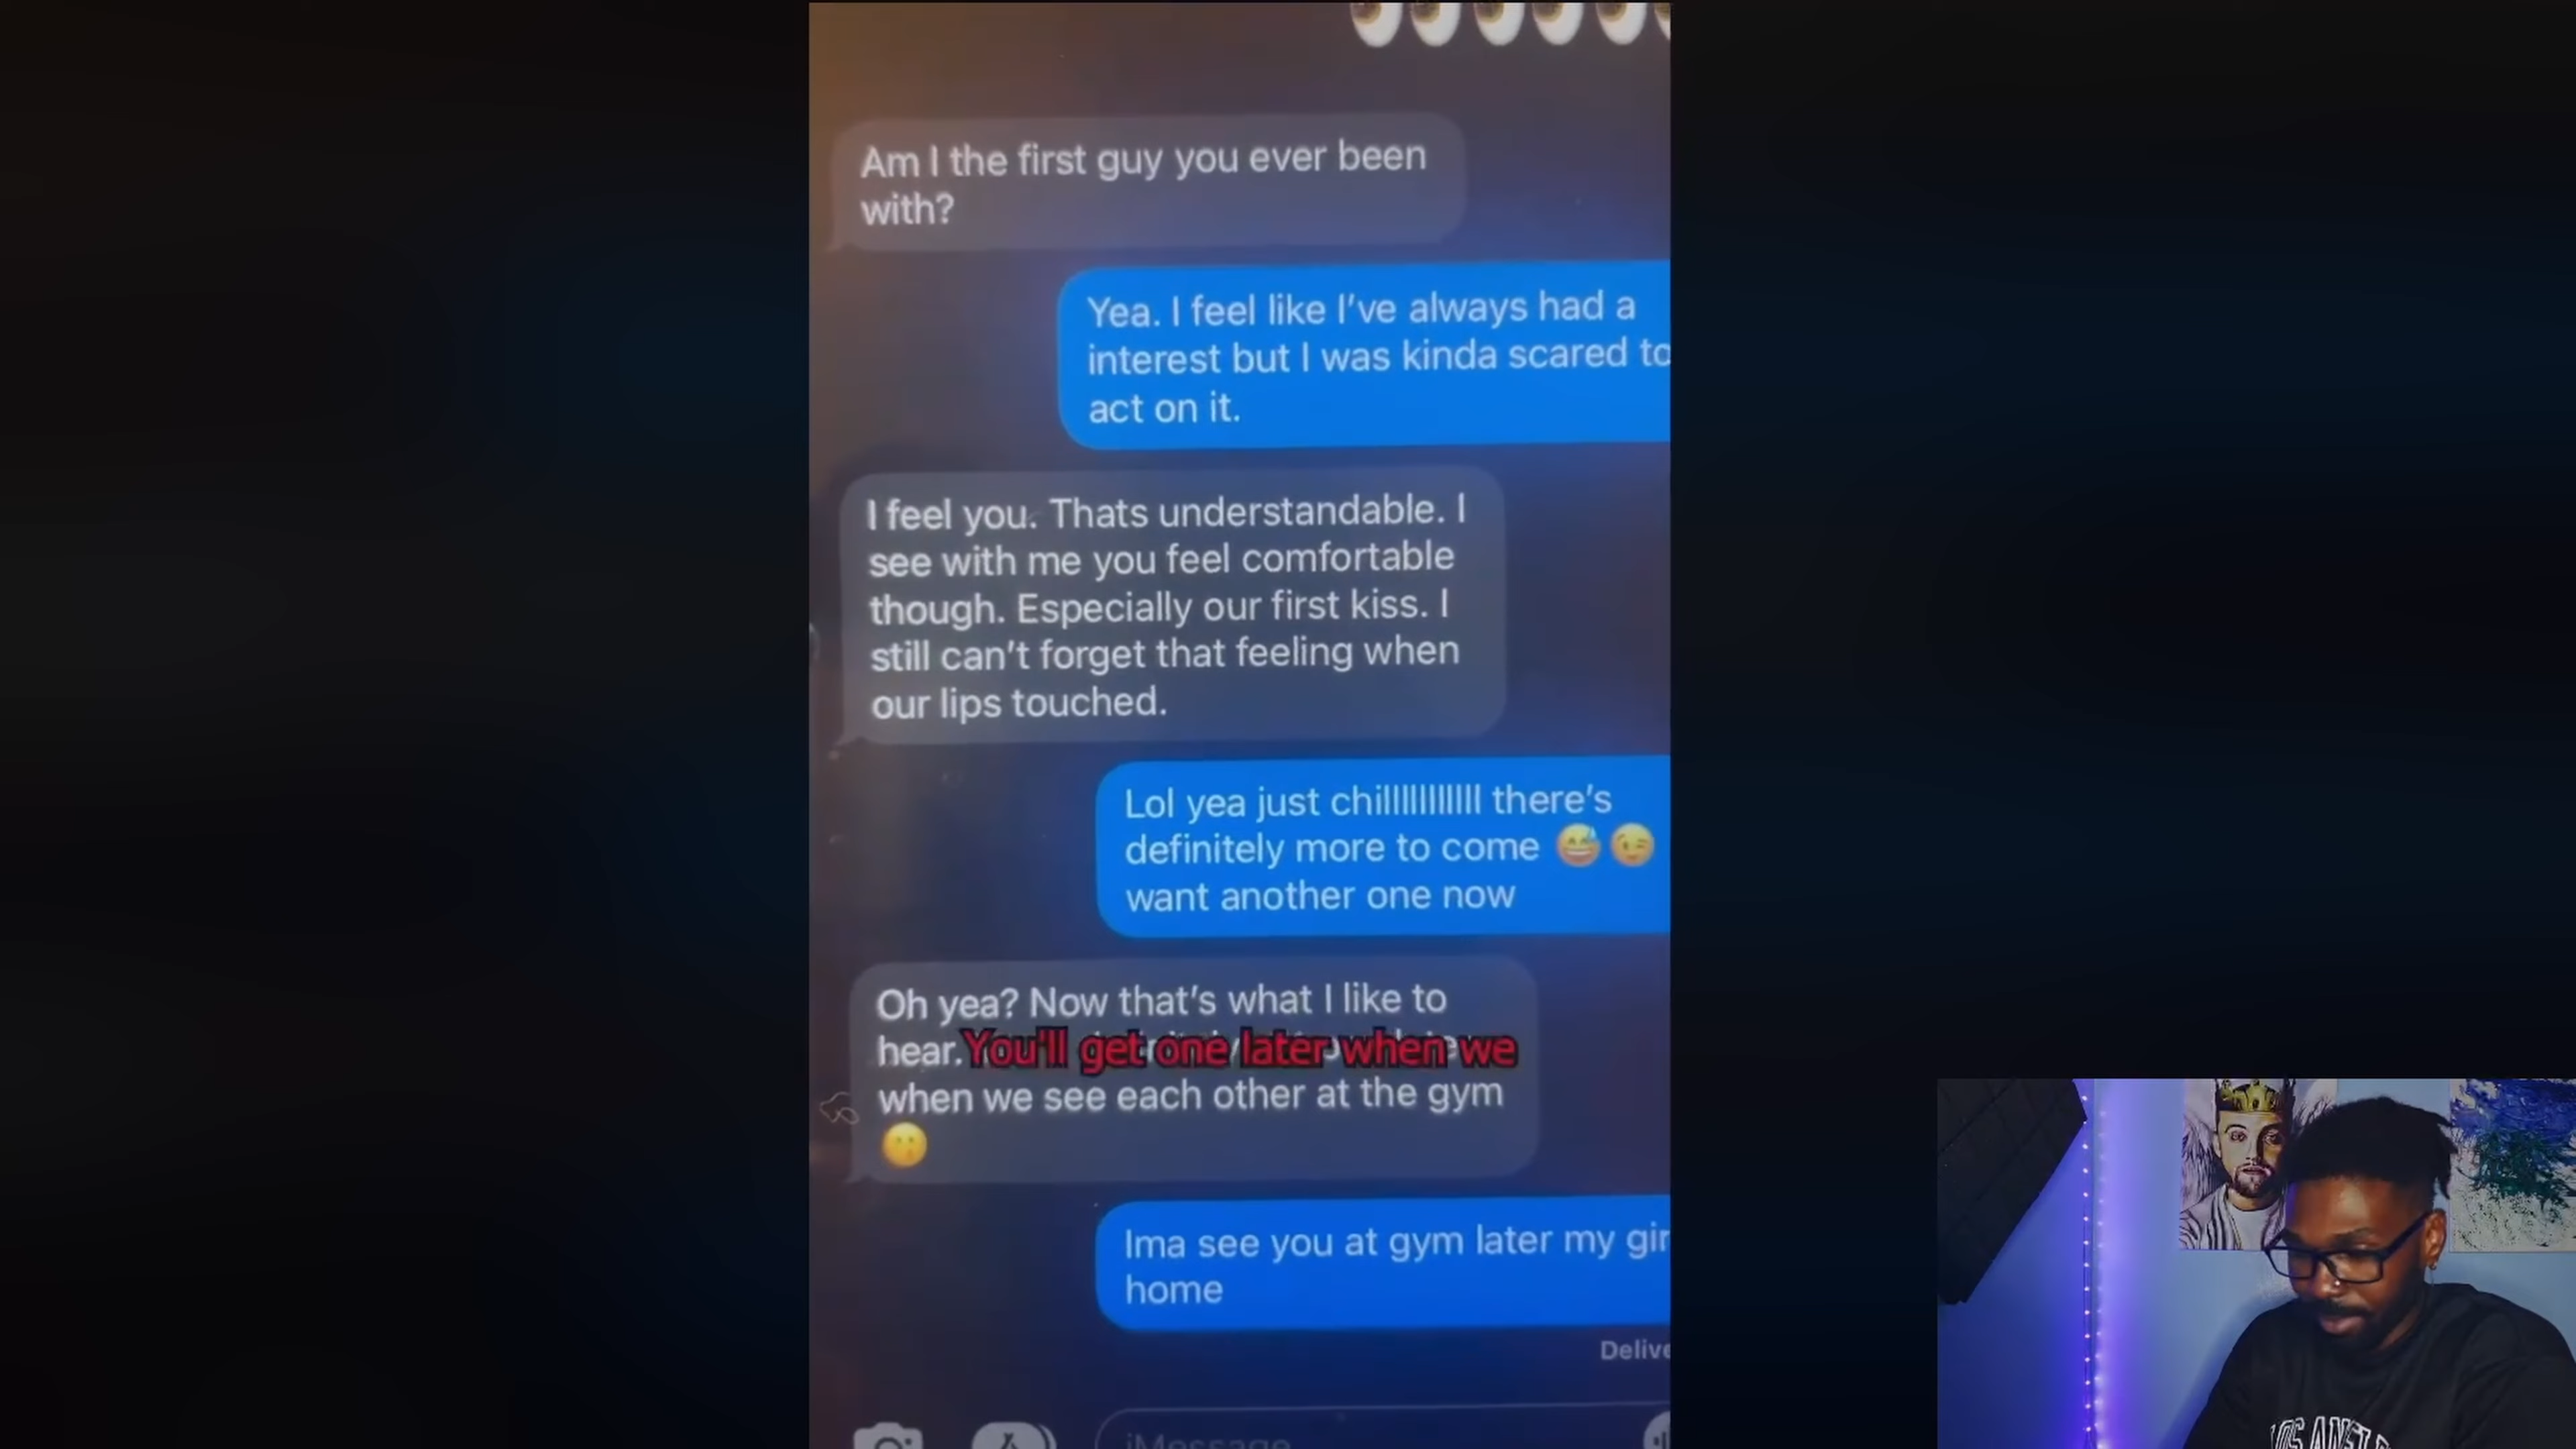 Am I the first guy you ever been
with?
Yea. I feel like I've always had a
interest but I was kinda scared to
act on it.
I feel you. Thats understandable. I
see with me you feel comfortable
though. Especially our first kiss. I
still can't forget that feeling when
our lips touched.
Lol yea just chillllllllllll there's
definitely more to come 😅😉
want another one now
Oh yea? Now that's what I like to
hear. You'll get one later when we
when we see each other at the gym
😗
Ima see you at gym later my
home
iMessage
LOS